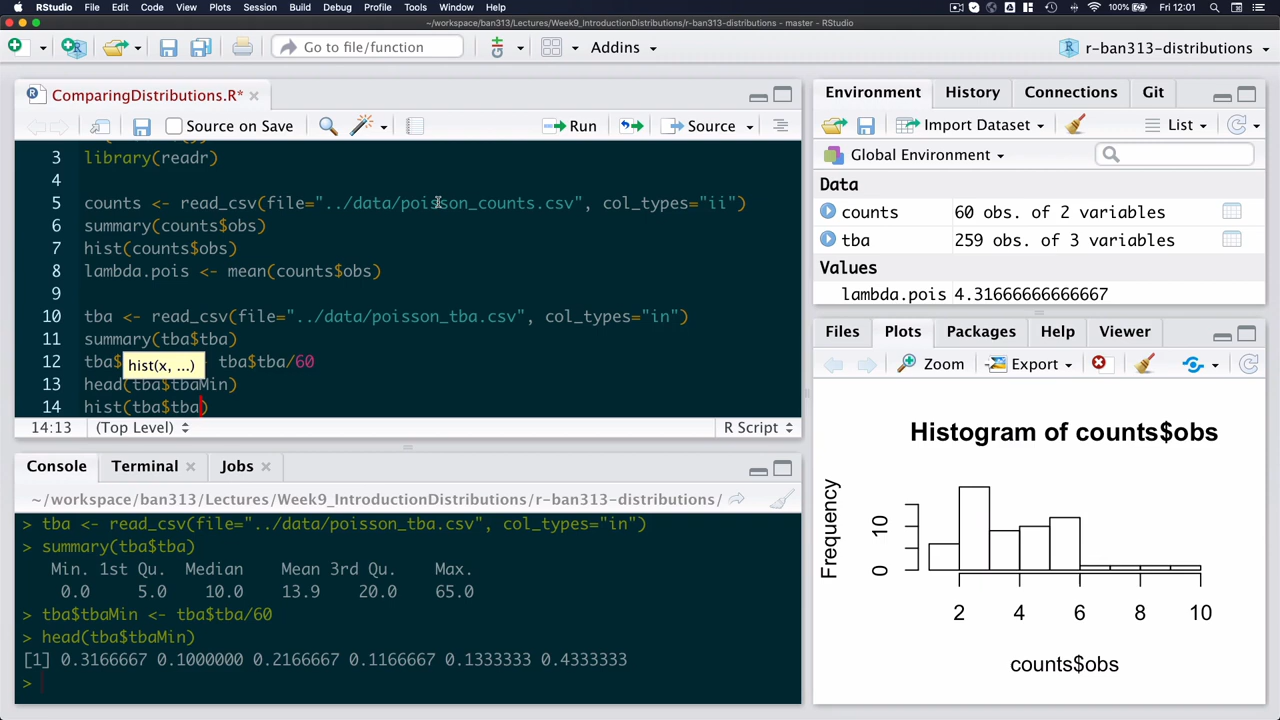 RStudio File Edit Code View Plots Session Build Debug Profile Tools Window Help 100% Fri 12:01
~/workspace/ban313/Lectures/Week9_IntroductionDistributions/r-ban313-distributions - master - RStudio
Go to file/function Addins r-ban313-distributions
ComparingDistributions.R*
Source on Save Run Source
3 library(readr)
4
5 counts <- read_csv(file="../data/poisson_counts.csv", col_types="ii")
6 summary(counts$obs)
7 hist(counts$obs)
8 lambda.pois <- mean(counts$obs)
9
10 tba <- read_csv(file="../data/poisson_tba.csv", col_types="in")
11 summary(tba$tba)
12 tba$ tba$tba/60
hist(x, ...)
13 head(tba$tbaMin)
14 hist(tba$tba)
14:13 (Top Level) R Script
Console Terminal Jobs
~/workspace/ban313/Lectures/Week9_IntroductionDistributions/r-ban313-distributions/
> tba <- read_csv(file="../data/poisson_tba.csv", col_types="in")
> summary(tba$tba)
Min. 1st Qu. Median Mean 3rd Qu. Max.
0.0 5.0 10.0 13.9 20.0 65.0
> tba$tbaMin <- tba$tba/60
> head(tba$tbaMin)
[1] 0.3166667 0.1000000 0.2166667 0.1166667 0.1333333 0.4333333
>
Environment History Connections Git
Import Dataset List
Global Environment
Data
counts 60 obs. of 2 variables
tba 259 obs. of 3 variables
Values
lambda.pois 4.31666666666667
Files Plots Packages Help Viewer
Zoom Export
Histogram of counts$obs
Frequency
0 10
2 4 6 8 10
counts$obs